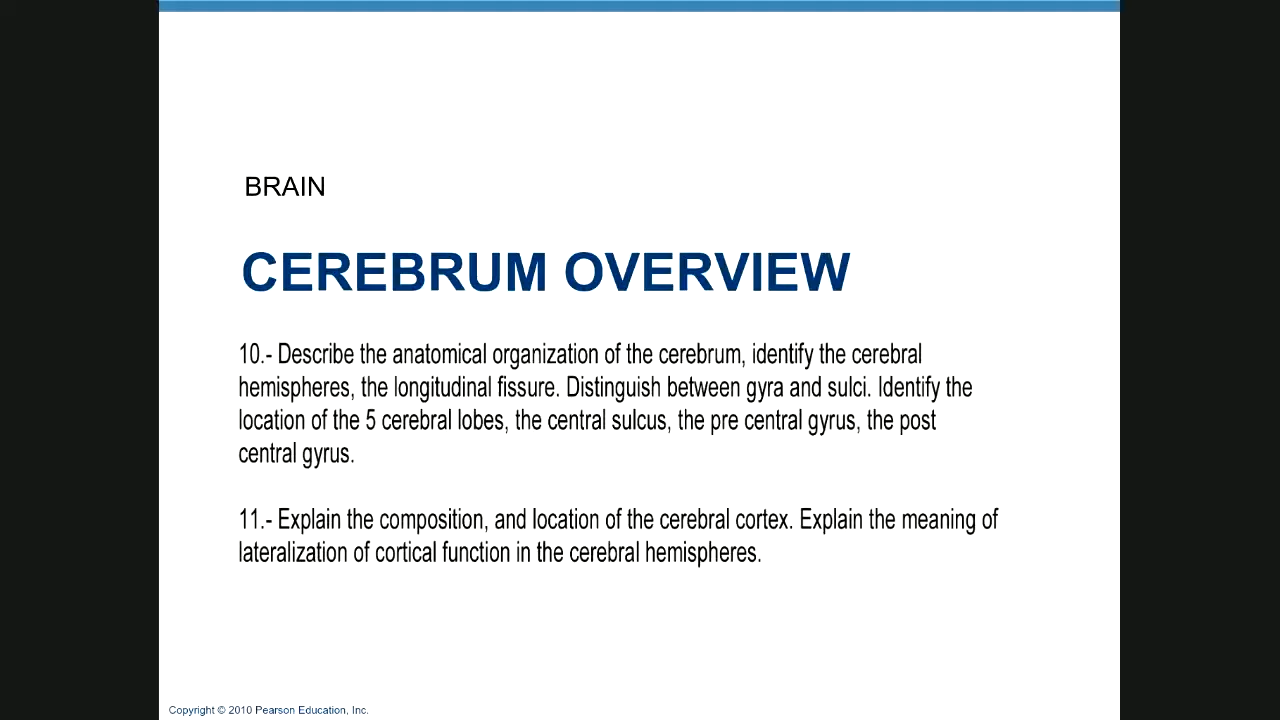 BRAIN
CEREBRUM OVERVIEW
10.- Describe the anatomical organization of the cerebrum, identify the cerebral
hemispheres, the longitudinal fissure. Distinguish between gyra and sulci. Identify the
location of the 5 cerebral lobes, the central sulcus, the pre central gyrus, the post
central gyrus.
11.- Explain the composition, and location of the cerebral cortex. Explain the meaning of
lateralization of cortical function in the cerebral hemispheres.
Copyright © 2010 Pearson Education, Inc.